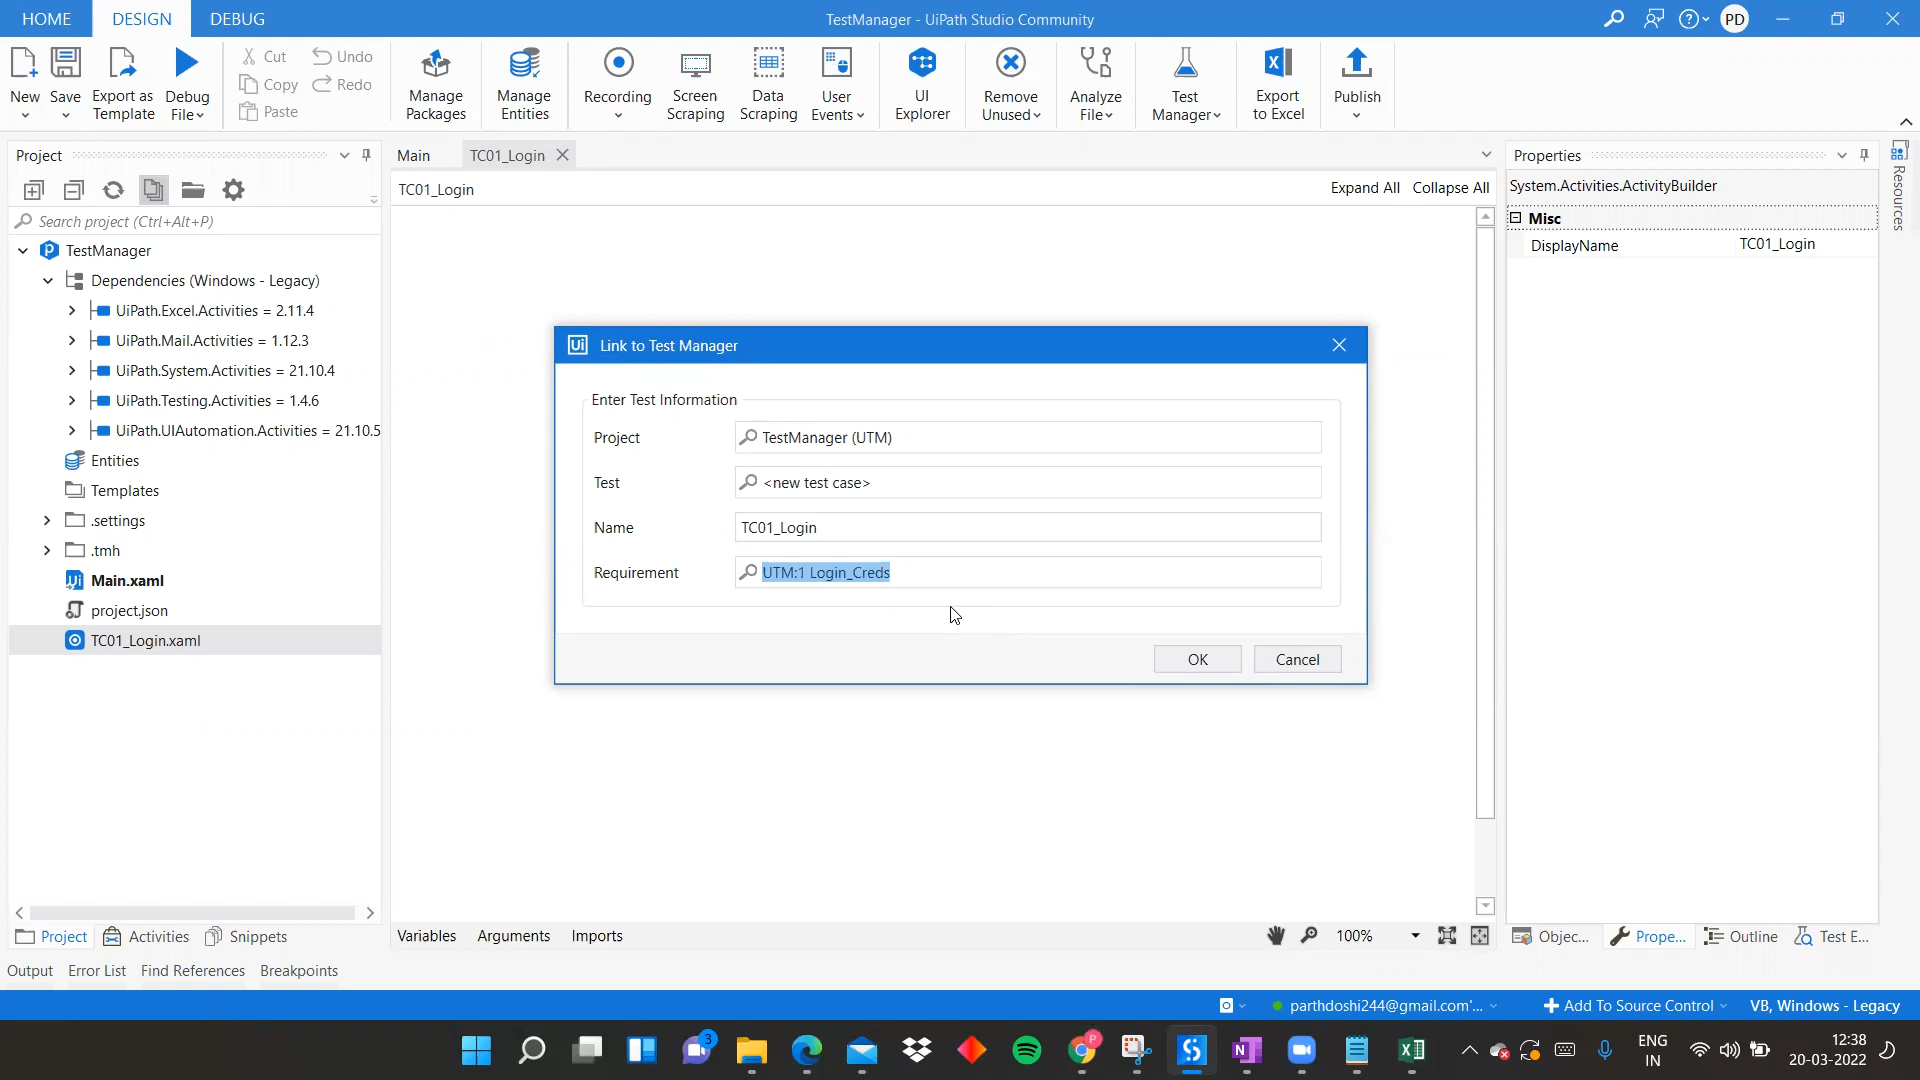 HOME
DESIGN
DEBUG
TestManager - UiPath Studio Community
PD
New
Save
Export as
Template
Debug
File
Cut
Copy
Paste
Undo
Redo
Manage
Packages
Manage
Entities
Recording
Screen
Scraping
Data
Scraping
User
Events
UI
Explorer
Remove
Unused
Analyze
File
Test
Manager
Export
to Excel
Publish
Project
Search project (Ctrl+Alt+P)
TestManager
Dependencies (Windows - Legacy)
UiPath.Excel.Activities = 2.11.4
UiPath.Mail.Activities = 1.12.3
UiPath.System.Activities = 21.10.4
UiPath.Testing.Activities = 1.4.6
UiPath.UIAutomation.Activities = 21.10.5
Entities
Templates
.settings
.tmh
Main.xaml
project.json
TC01_Login.xaml
Project
Activities
Snippets
Main
TC01_Login
TC01_Login
Expand All
Collapse All
Ui Link to Test Manager
Enter Test Information
Project
TestManager (UTM)
Test
<new test case>
Name
TC01_Login
Requirement
UTM:1 Login_Creds
OK
Cancel
Variables
Arguments
Imports
100%
Properties
System.Activities.ActivityBuilder
Misc
DisplayName
TC01_Login
Resources
Objec...
Prope...
Outline
Test E...
Output
Error List
Find References
Breakpoints
parthdoshi244@gmail.com'...
Add To Source Control
VB, Windows - Legacy
3
P
ENG
IN
12:38
20-03-2022